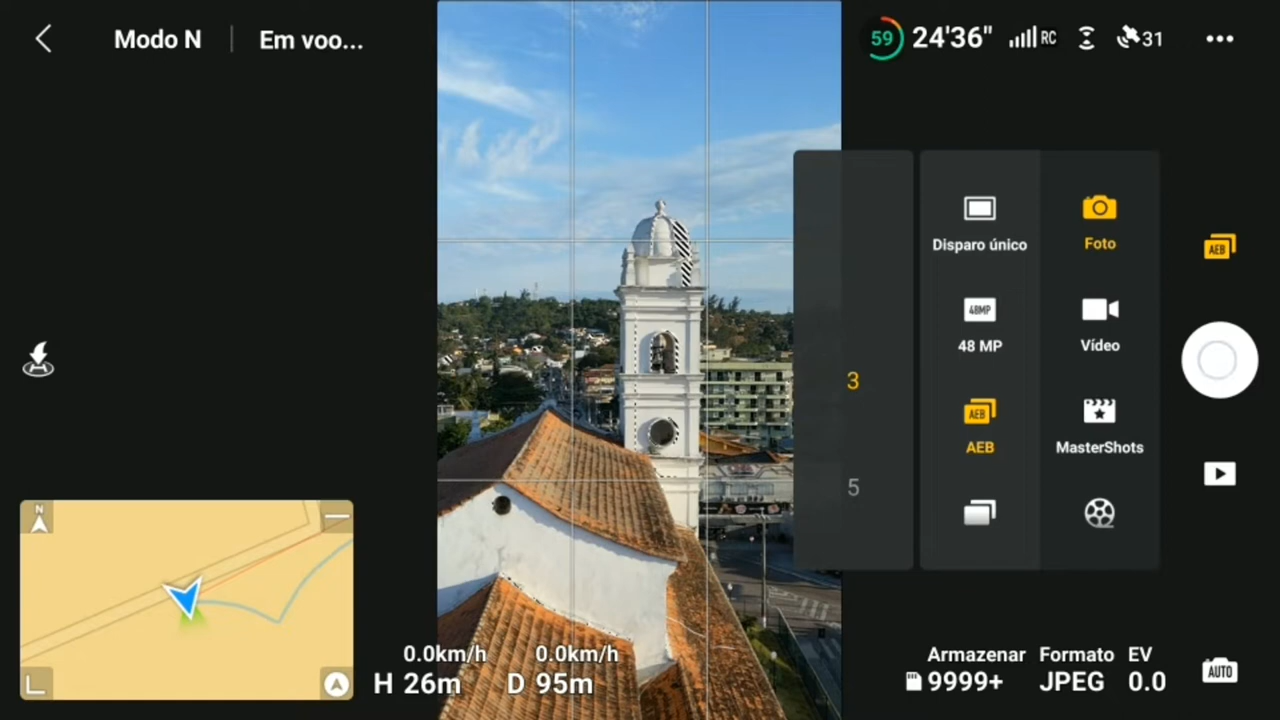 Modo N | Em voo...
59 24'36" RC 31
Disparo único
Foto
AEB
48MP
48 MP
Vídeo
3
AEB
AEB
MasterShots
5
N
0.0km/h 0.0km/h
H 26m D 95m
Armazenar Formato EV
9999+ JPEG 0.0
AUTO